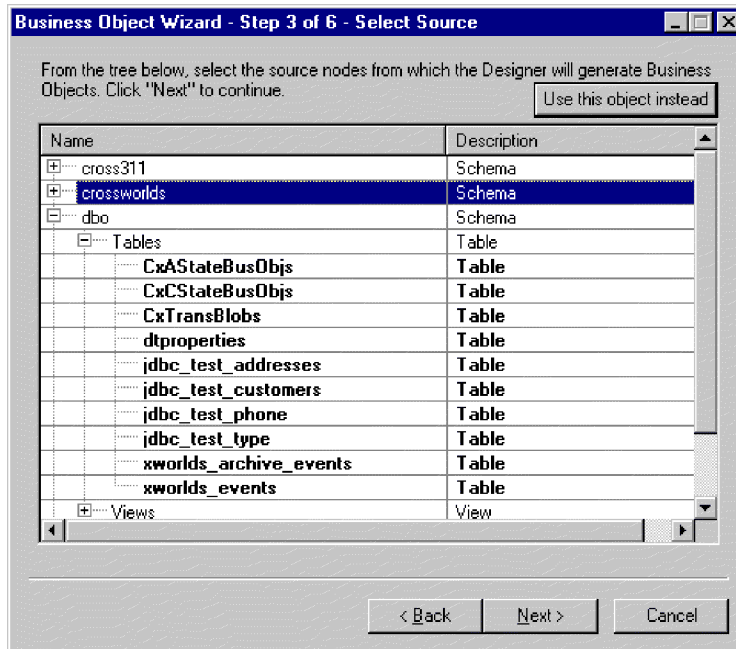 Business Object Wizard - Step 3 of 6 - Select Source
From the tree below, select the source nodes from which the Designer will generate Business
Objects. Click "Next" to continue.
Use this object instead
Name Description
cross311 Schema
crossworlds Schema
dbo Schema
Tables Table
CxAStateBusObjs Table
CxCStateBusObjs Table
CxTransBlobs Table
dtproperties Table
jdbc_test_addresses Table
jdbc_test_customers Table
jdbc_test_phone Table
jdbc_test_type Table
xworlds_archive_events Table
xworlds_events Table
Views View
< Back Next > Cancel